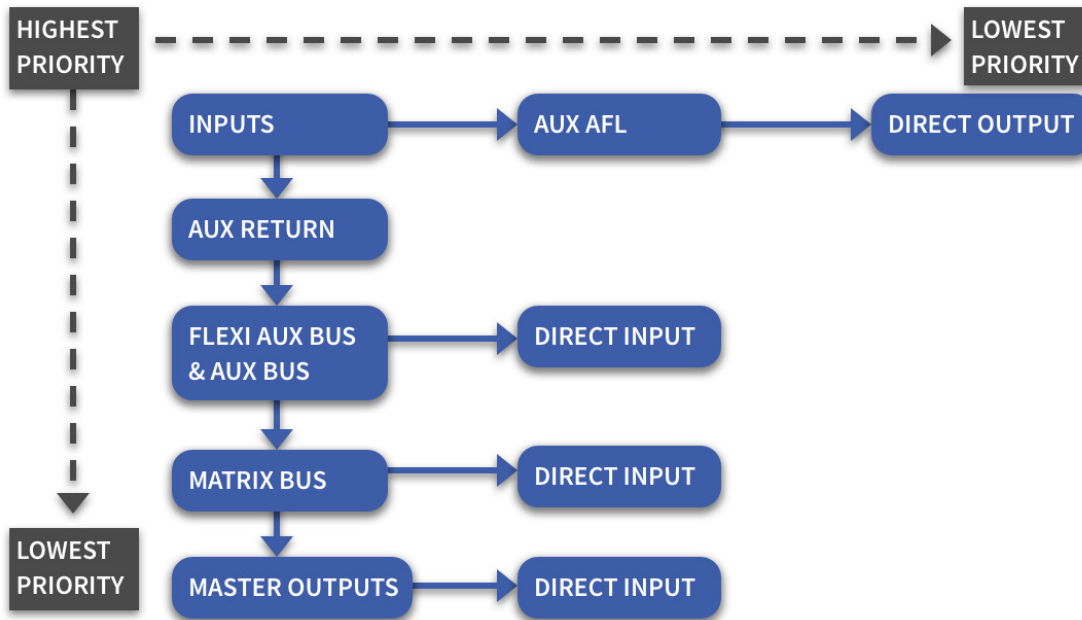 HIGHEST
PRIORITY
LOWEST
PRIORITY
INPUTS
AUX AFL
DIRECT OUTPUT
AUX RETURN
FLEXI AUX BUS
& AUX BUS
DIRECT INPUT
MATRIX BUS
DIRECT INPUT
LOWEST
PRIORITY
MASTER OUTPUTS
DIRECT INPUT